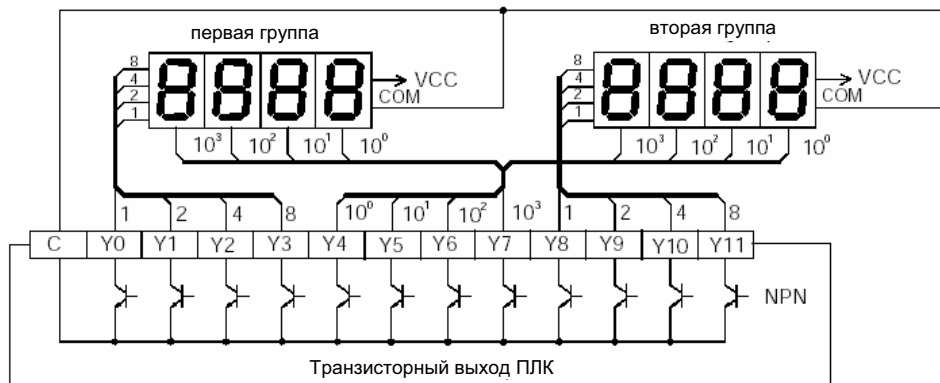 первая группа
вторая группа
8
4
2
1
VCC
COM
10³ 10² 10¹ 10⁰
8
4
2
1
VCC
COM
10³ 10² 10¹ 10⁰
1 2 4 8 10⁰ 10¹ 10² 10³ 1 2 4 8
C Y0 Y1 Y2 Y3 Y4 Y5 Y6 Y7 Y8 Y9 Y10 Y11
NPN
Транзисторный выход ПЛК